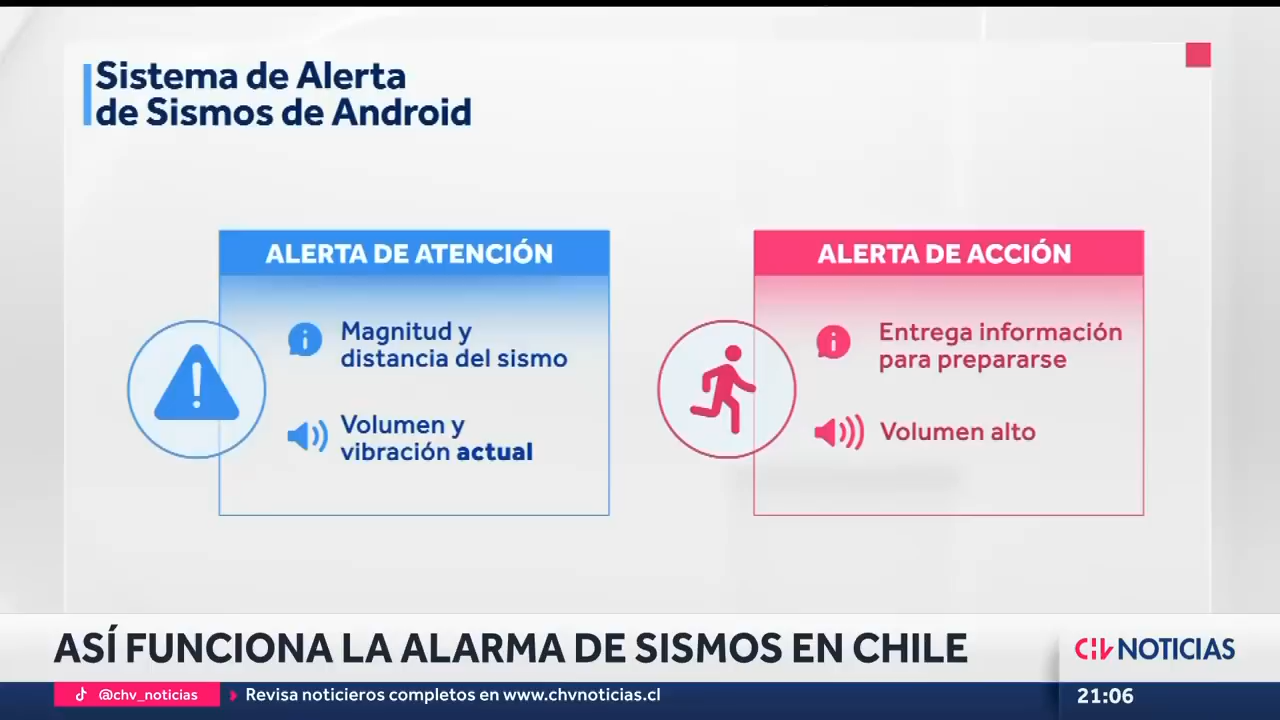 Sistema de Alerta
de Sismos de Android
ALERTA DE ATENCIÓN
Magnitud y
distancia del sismo
Volumen y
vibración actual
ALERTA DE ACCIÓN
Entrega información
para prepararse
Volumen alto
ASÍ FUNCIONA LA ALARMA DE SISMOS EN CHILE
CHV NOTICIAS
@chv_noticias
Revisa noticieros completos en www.chvnoticias.cl
21:06